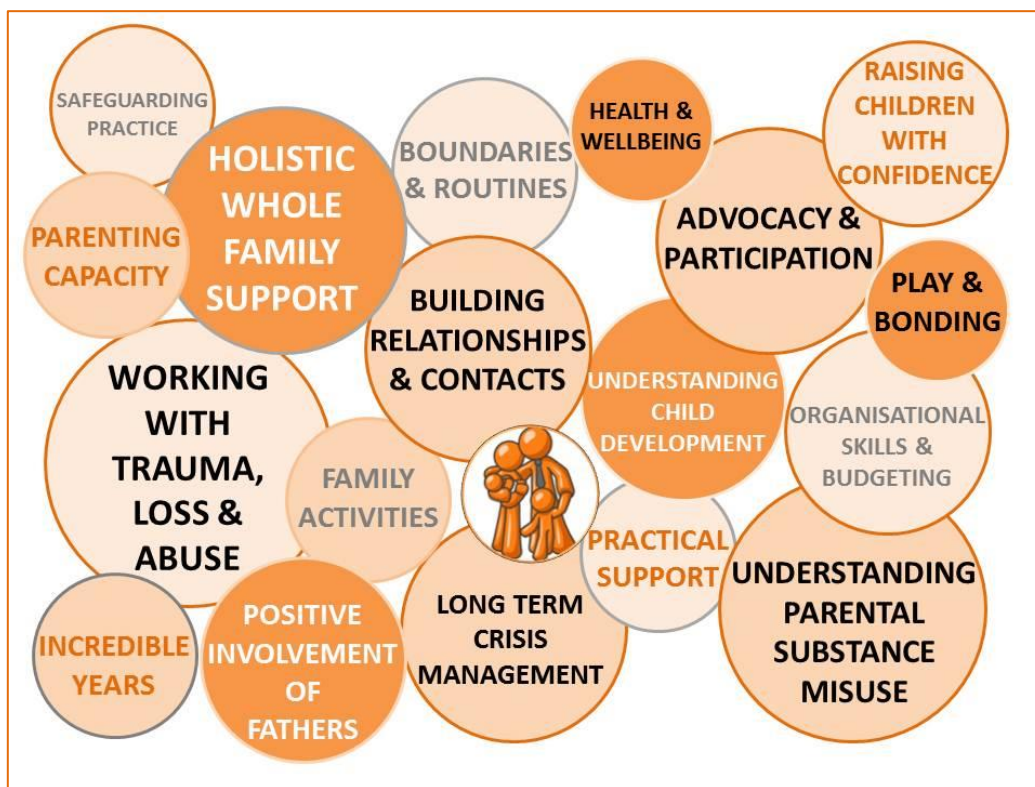 SAFEGUARDING
PRACTICE
HOLISTIC
WHOLE
FAMILY
SUPPORT
BOUNDARIES
& ROUTINES
HEALTH &
WELLBEING
RAISING
CHILDREN
WITH
CONFIDENCE
PARENTING
CAPACITY
ADVOCACY &
PARTICIPATION
BUILDING
RELATIONSHIPS
& CONTACTS
PLAY &
BONDING
WORKING
WITH
TRAUMA,
LOSS &
ABUSE
UNDERSTANDING
CHILD
DEVELOPMENT
ORGANISATIONAL
SKILLS &
BUDGETING
FAMILY
ACTIVITIES
PRACTICAL
SUPPORT
UNDERSTANDING
PARENTAL
SUBSTANCE
MISUSE
INCREDIBLE
YEARS
POSITIVE
INVOLVEMENT
OF
FATHERS
LONG TERM
CRISIS
MANAGEMENT